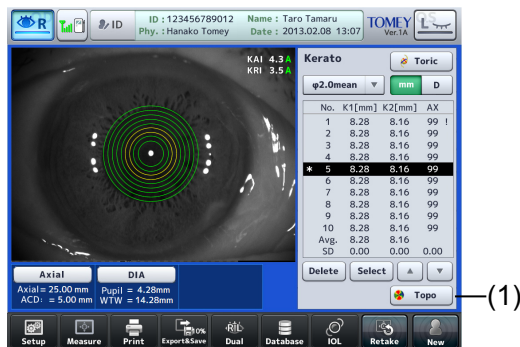 R
ID
ID : 123456789012
Name : Taro Tamaru
Phy. : Hanako Tomey
Date : 2013.02.08 13:07
TOMEY
Ver.1A
L
KAI 4.3 A
KRI 3.5 A
Kerato
Toric
φ2.0mean ▼
mm
D
No. K1[mm] K2[mm] AX
1 8.28 8.16 99 !
2 8.28 8.16 99
3 8.28 8.16 99
4 8.28 8.16 99
* 5 8.28 8.16 99
6 8.28 8.16 99
7 8.28 8.16 99
8 8.28 8.16 99
9 8.28 8.16 99
10 8.28 8.16 99
Avg. 8.28 8.16
SD 0.00 0.00 0.00
Delete
Select
▲
▼
Topo
(1)
Axial
Axial= 25.00 mm
ACD: = 5.00 mm
DIA
Pupil = 4.28mm
WTW = 14.28mm
Setup
Measure
Print
0%
Export&Save
R/L
Dual
Database
IOL
Retake
New